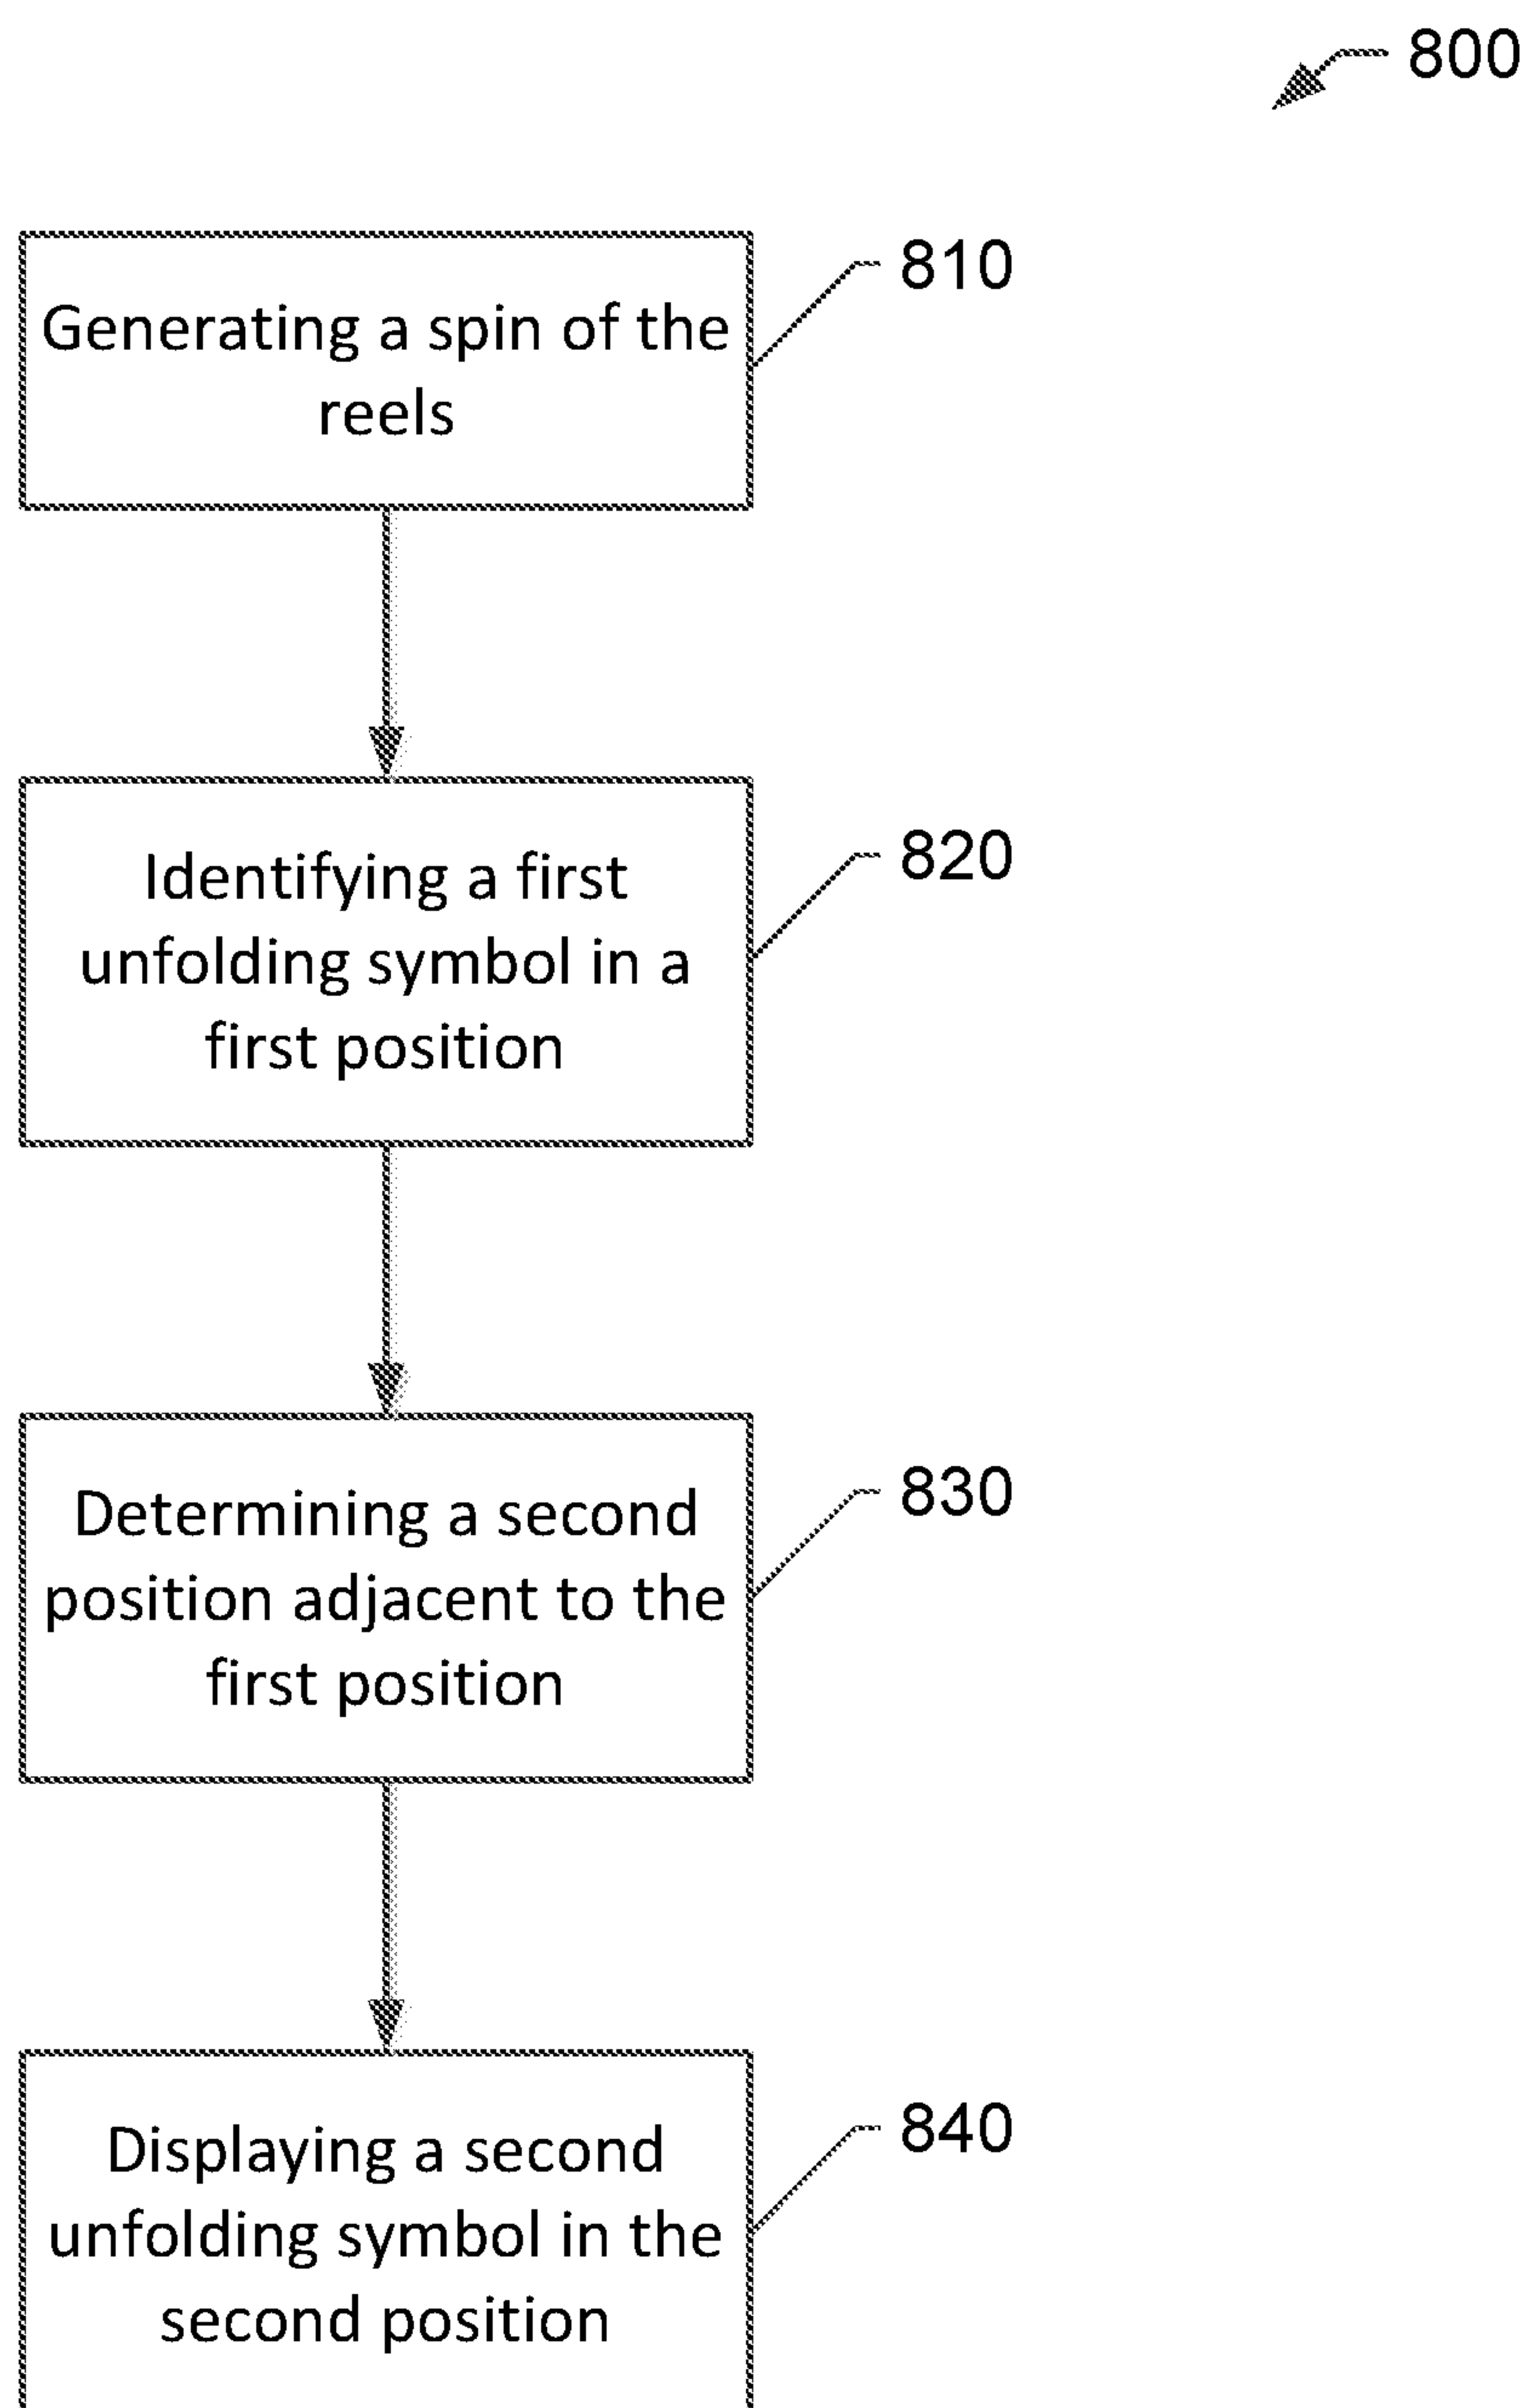 800
Generating a spin of the
reels
810
Identifying a first
unfolding symbol in a
first position
820
Determining a second
position adjacent to the
first position
830
Displaying a second
unfolding symbol in the
second position
840